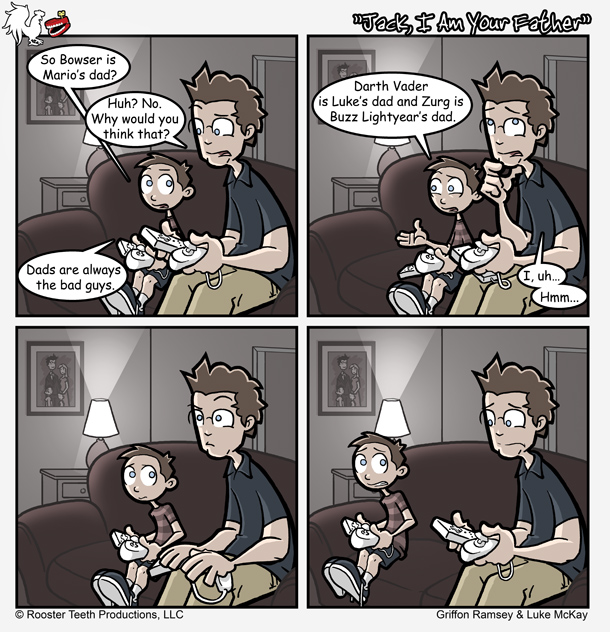 "Jack, I Am Your Father"
So Bowser is
Mario's dad?
Huh? No.
Why would you
think that?
Dads are always
the bad guys.
Darth Vader
is Luke's dad and Zurg is
Buzz Lightyear's dad.
I, uh...
Hmm...
© Rooster Teeth Productions, LLC
Griffon Ramsey & Luke McKay